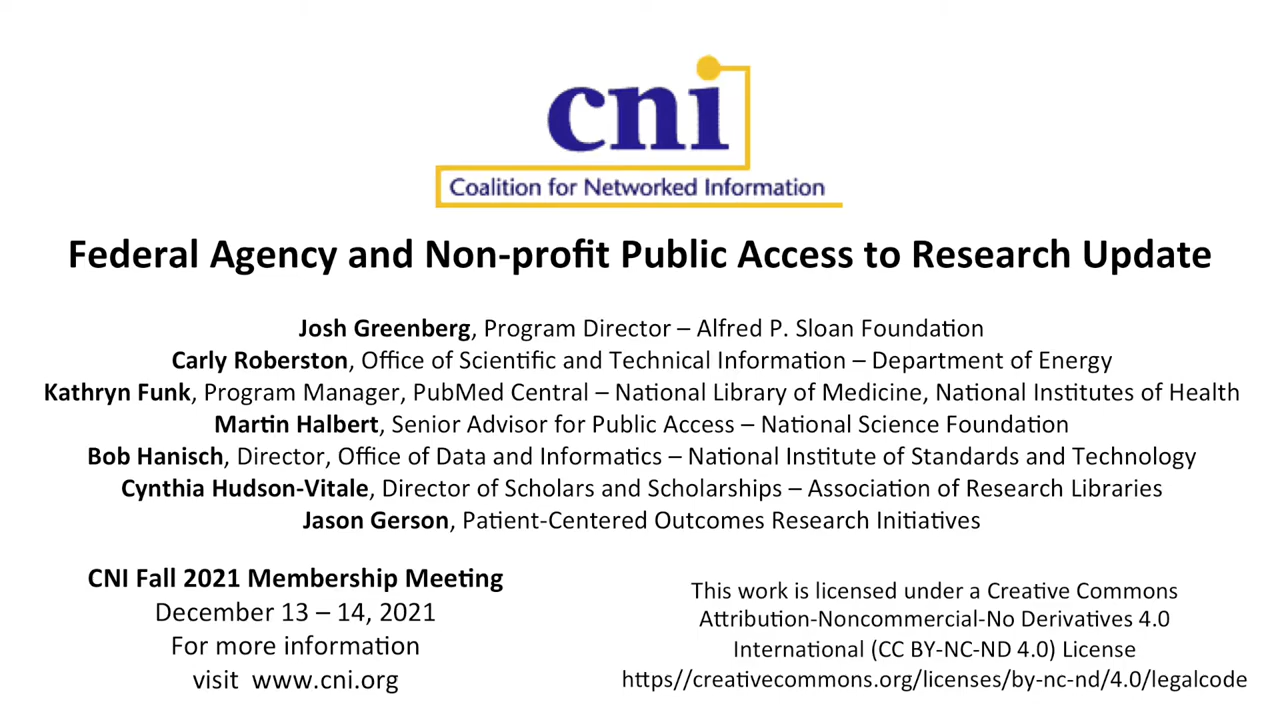 cni
Coalition for Networked Information
Federal Agency and Non-profit Public Access to Research Update
Josh Greenberg, Program Director – Alfred P. Sloan Foundation
Carly Roberston, Office of Scientific and Technical Information – Department of Energy
Kathryn Funk, Program Manager, PubMed Central – National Library of Medicine, National Institutes of Health
Martin Halbert, Senior Advisor for Public Access – National Science Foundation
Bob Hanisch, Director, Office of Data and Informatics – National Institute of Standards and Technology
Cynthia Hudson-Vitale, Director of Scholars and Scholarships – Association of Research Libraries
Jason Gerson, Patient-Centered Outcomes Research Initiatives
CNI Fall 2021 Membership Meeting
December 13 – 14, 2021
For more information
visit www.cni.org
This work is licensed under a Creative Commons
Attribution-Noncommercial-No Derivatives 4.0
International (CC BY-NC-ND 4.0) License
https//creativecommons.org/licenses/by-nc-nd/4.0/legalcode